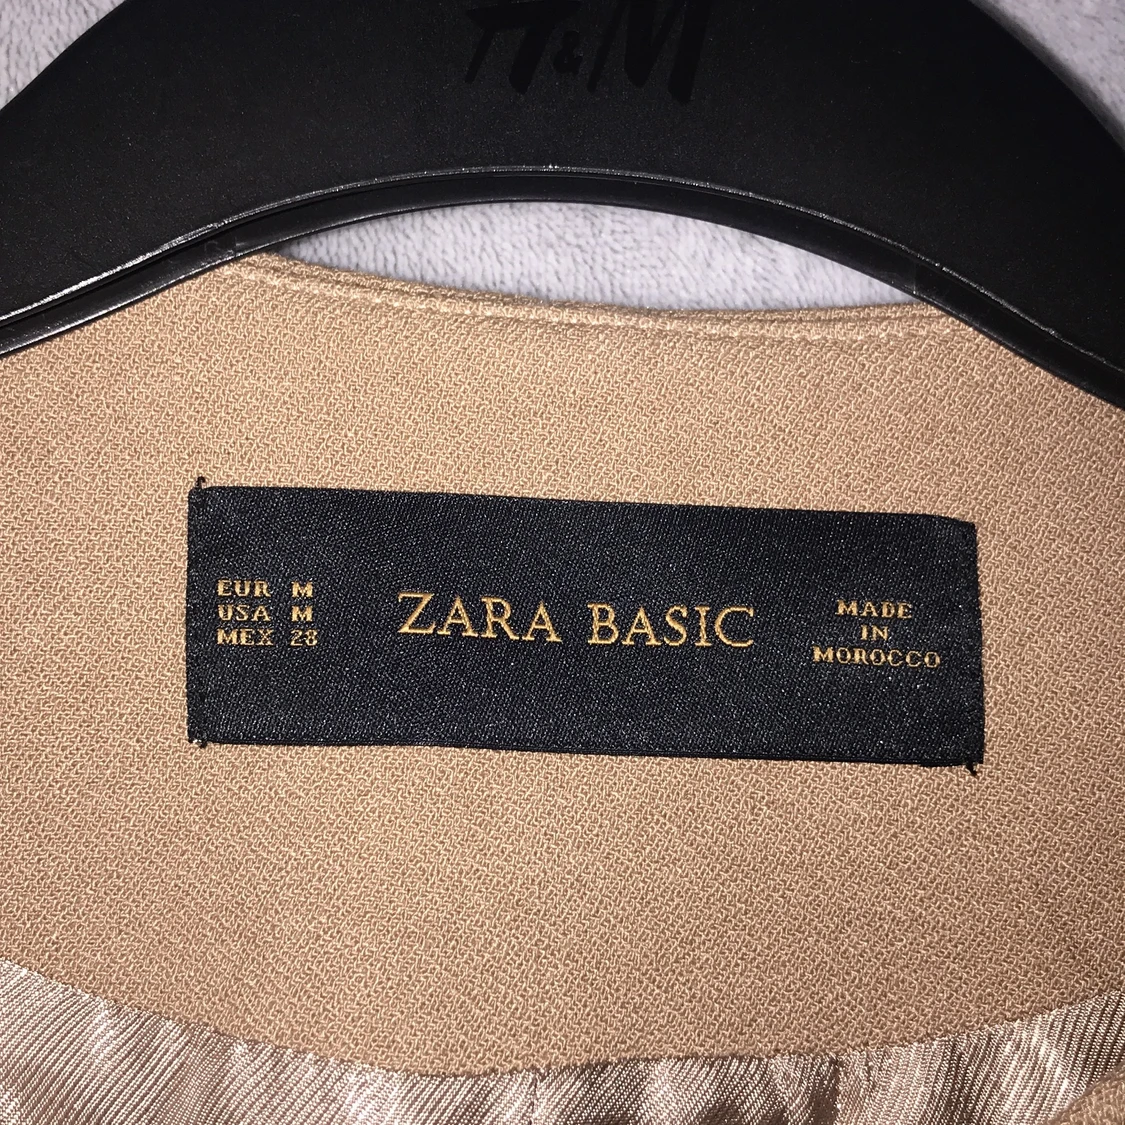 H&M
EUR M
USA M
MEX 28
ZARA BASIC
MADE
IN
MOROCCO